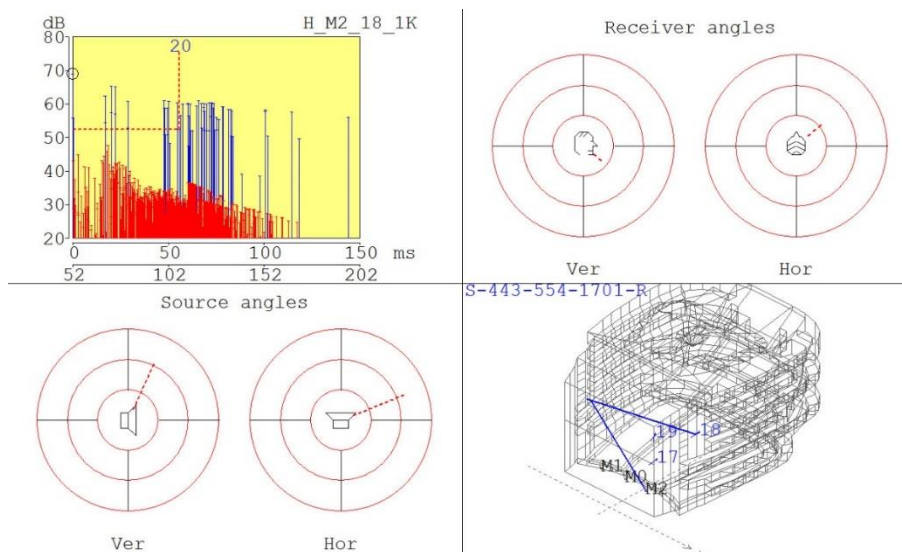 dB
H_M2_18_1K
80
20
70
60
50
40
30
20
0
50
100
150
ms
52
102
152
202
Receiver angles
Ver
Hor
Source angles
Ver
Hor
S-443-554-1701-R
19
18
17
M1
M0
M2